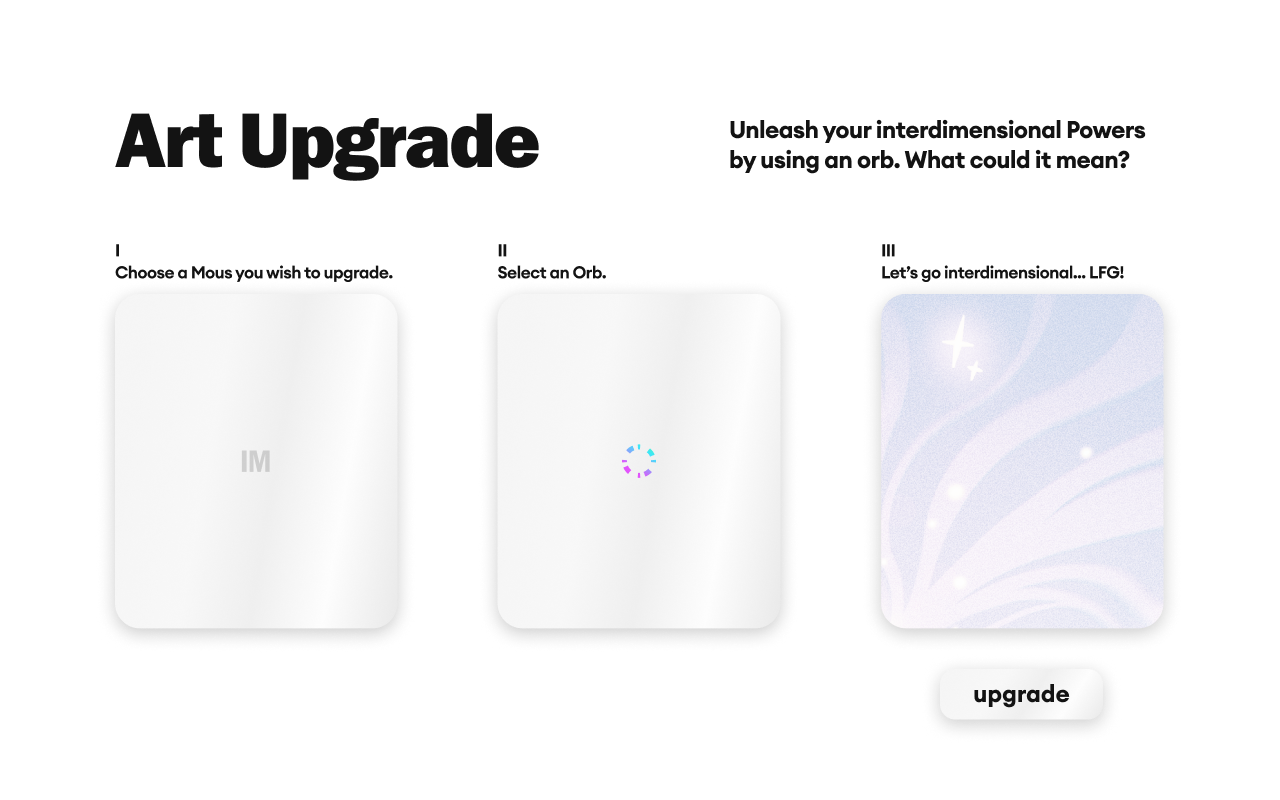 Art Upgrade
Unleash your interdimensional Powers
by using an orb. What could it mean?
I
Choose a Mous you wish to upgrade.
II
Select an Orb.
III
Let’s go interdimensional... LFG!
IM
upgrade